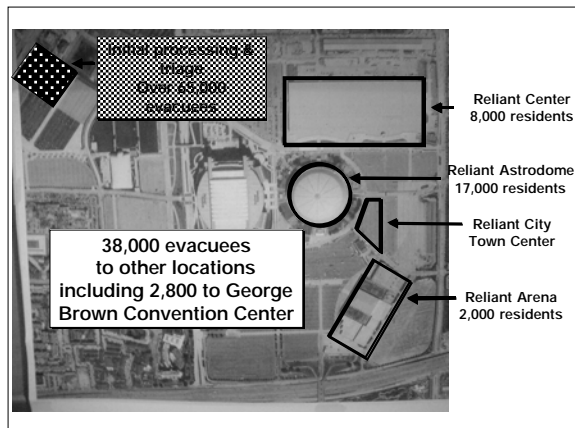 Initial processing &
triage
Over 65,000
evacuees
Reliant Center
8,000 residents
Reliant Astrodome
17,000 residents
Reliant City
Town Center
38,000 evacuees
to other locations
including 2,800 to George
Brown Convention Center
Reliant Arena
2,000 residents